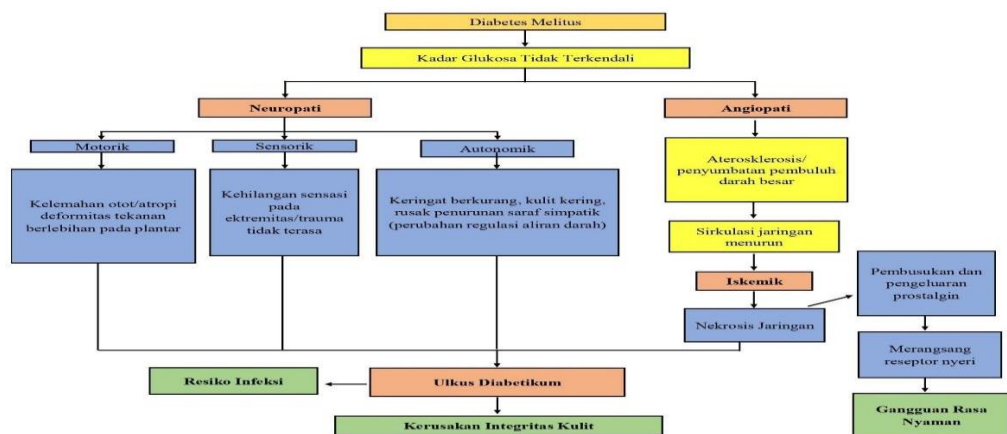 Diabetes Melitus
Kadar Glukosa Tidak Terkendali
Neuropati
Angiopati
Motorik
Sensorik
Autonomik
Aterosklerosis/
penyumbatan pembuluh
darah besar
Kelemahan otot/atropi
deformitas tekanan
berlebihan pada plantar
Kehilangan sensasi
pada
ektremitas/trauma
tidak terasa
Keringat berkurang, kulit kering,
rusak penurunan saraf simpatik
(perubahan regulasi aliran darah)
Sirkulasi jaringan
menurun
Iskemik
Nekrosis Jaringan
Pembusukan dan
pengeluaran
prostalgin
Merangsang
reseptor nyeri
Gangguan Rasa
Nyaman
Resiko Infeksi
Ulkus Diabetikum
Kerusakan Integritas Kulit